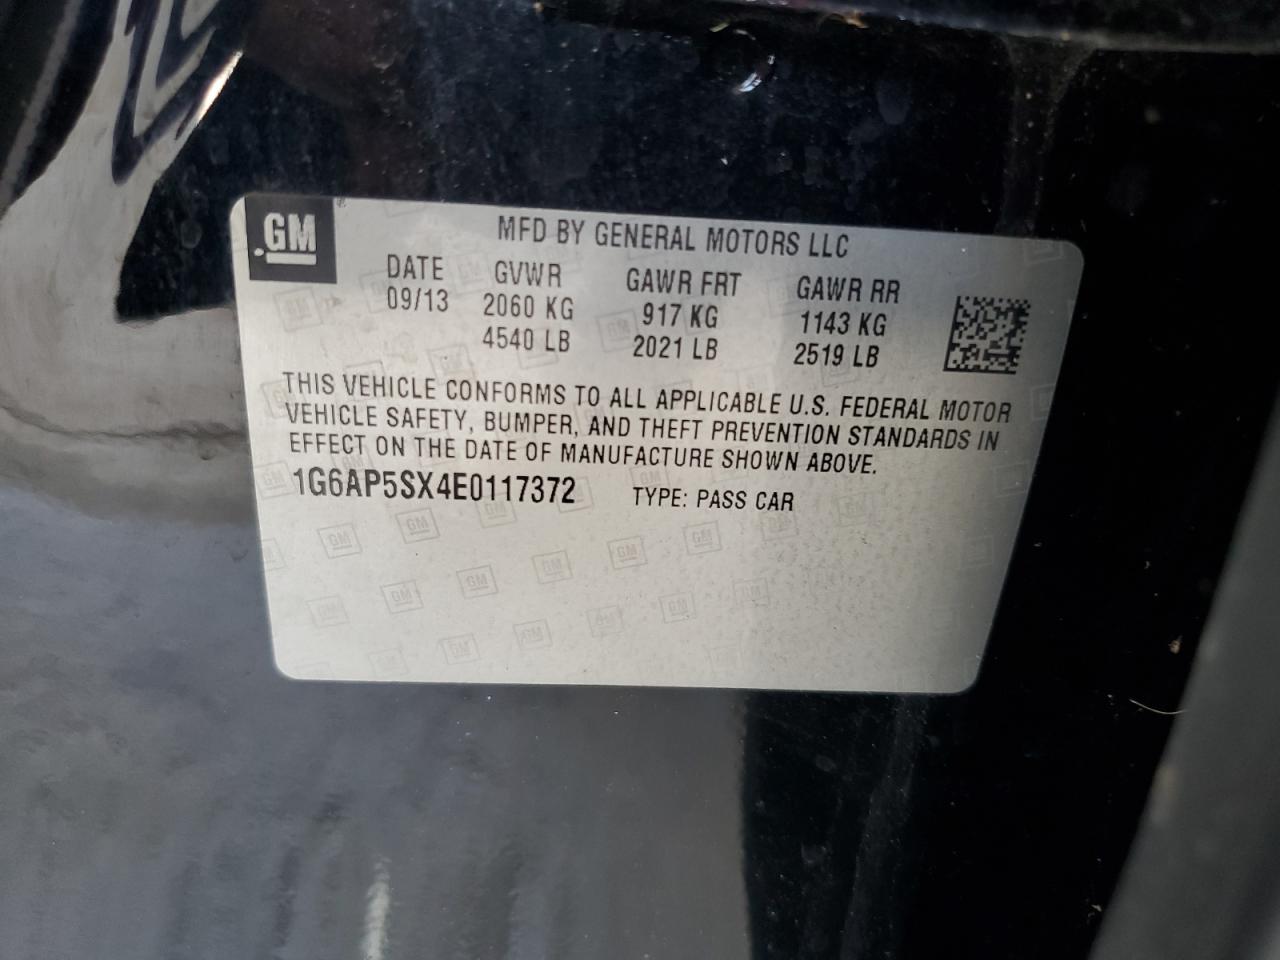 GM
MFD BY GENERAL MOTORS LLC
DATE GVWR GAWR FRT GAWR RR
09/13 2060 KG 917 KG 1143 KG
4540 LB 2021 LB 2519 LB
THIS VEHICLE CONFORMS TO ALL APPLICABLE U.S. FEDERAL MOTOR
VEHICLE SAFETY, BUMPER, AND THEFT PREVENTION STANDARDS IN
EFFECT ON THE DATE OF MANUFACTURE SHOWN ABOVE.
1G6AP5SX4E0117372 TYPE: PASS CAR